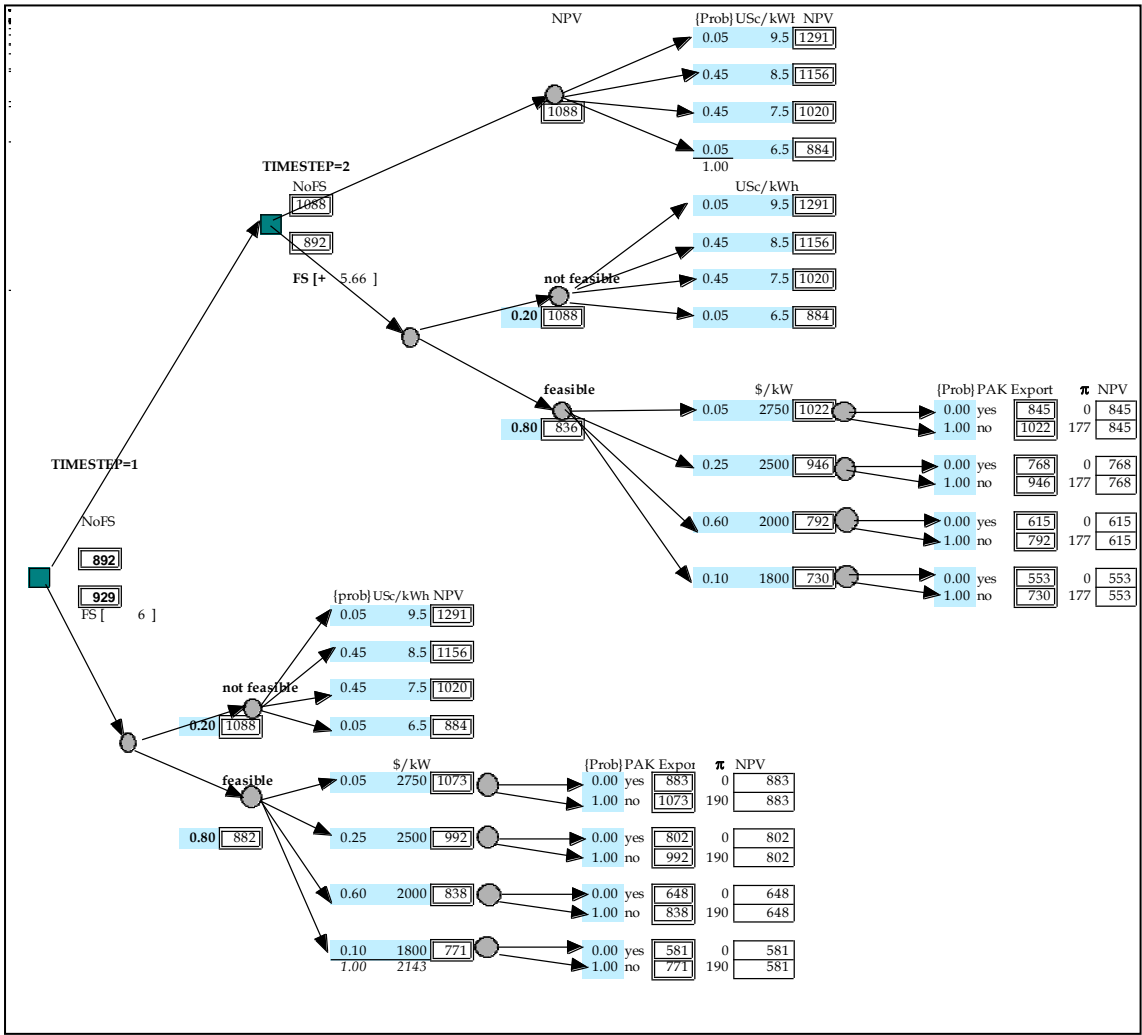 NPV {Prob} USc/kWh NPV
0.05 9.5 1291
0.45 8.5 1156
1088 0.45 7.5 1020
0.05 6.5 884
1.00
TIMESTEP=2
NoFS
1088
892
FS [+ 5.66 ]
USc/kWh
0.05 9.5 1291
0.45 8.5 1156
not feasible 0.45 7.5 1020
0.20 1088 0.05 6.5 884
feasible $/kW {Prob} PAK Export π NPV
0.80 836
0.05 2750 1022 0.00 yes 845 0 845
1.00 no 1022 177 845
0.25 2500 946 0.00 yes 768 0 768
1.00 no 946 177 768
0.60 2000 792 0.00 yes 615 0 615
1.00 no 792 177 615
0.10 1800 730 0.00 yes 553 0 553
1.00 no 730 177 553
TIMESTEP=1
NoFS
892
929
FS [ 6 ]
{prob} USc/kWh NPV
0.05 9.5 1291
0.45 8.5 1156
not feasible 0.45 7.5 1020
0.20 1088 0.05 6.5 884
feasible $/kW {Prob} PAK Expor π NPV
0.05 2750 1073 0.00 yes 883 0 883
1.00 no 1073 190 883
0.80 882 0.25 2500 992 0.00 yes 802 0 802
1.00 no 992 190 802
0.60 2000 838 0.00 yes 648 0 648
1.00 no 838 190 648
0.10 1800 771 0.00 yes 581 0 581
1.00 2143 1.00 no 771 190 581